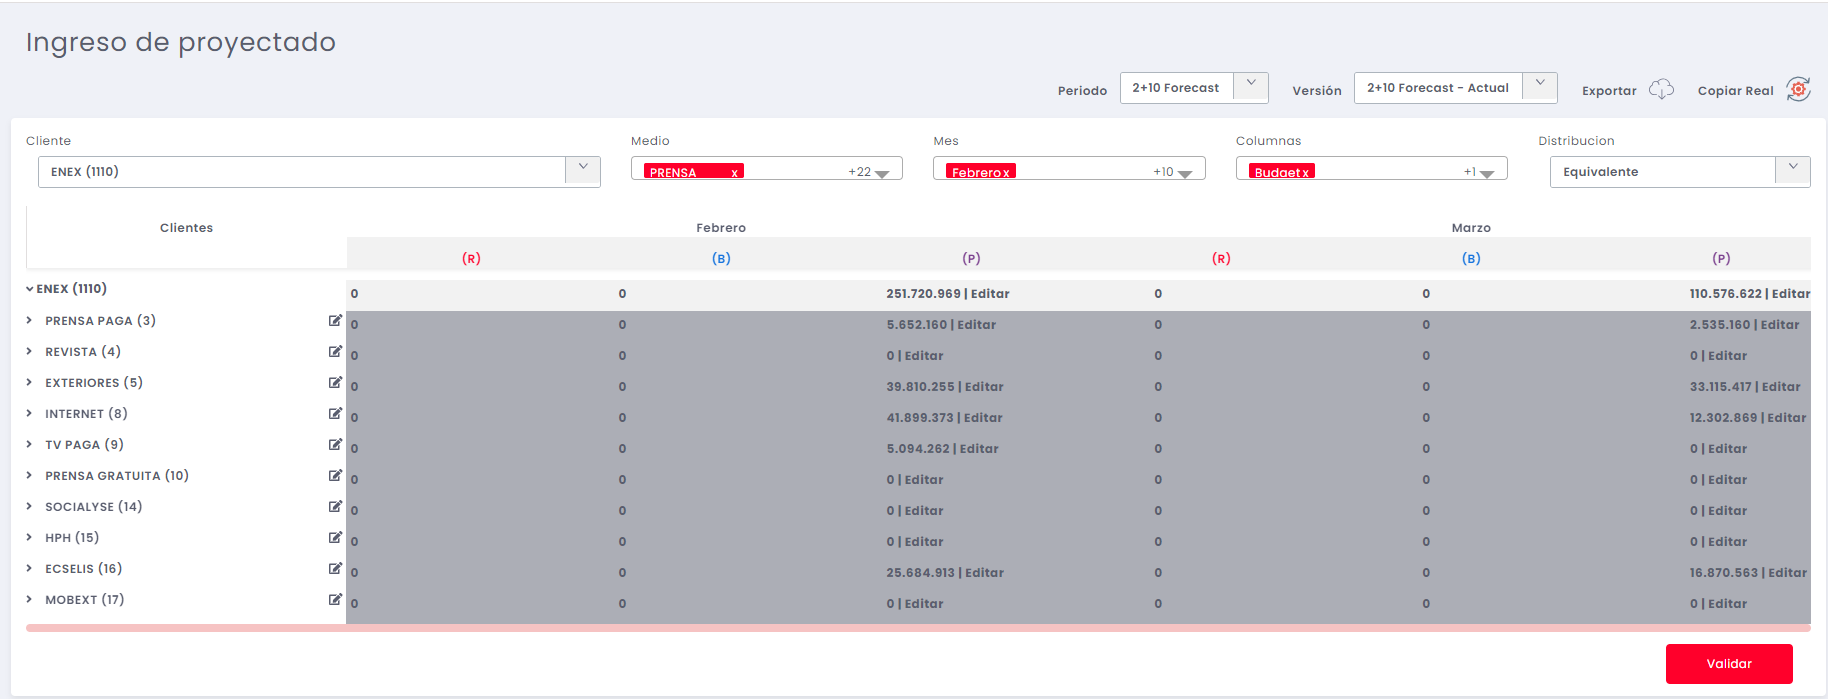 Ingreso de proyectado
Periodo 2+10 Forecast Versión 2+10 Forecast - Actual Exportar Copiar Real
Cliente Medio Mes Columnas Distribucion
ENEX (1110) PRENSA x +22 Febrero x +10 Budget x +1 Equivalente
Clientes Febrero Marzo
(R) (B) (P) (R) (B) (P)
ENEX (1110) 0 0 251.720.969 | Editar 0 0 110.576.622 | Editar
PRENSA PAGA (3) 0 0 5.652.160 | Editar 0 0 2.535.160 | Editar
REVISTA (4) 0 0 0 | Editar 0 0 0 | Editar
EXTERIORES (5) 0 0 39.810.255 | Editar 0 0 33.115.417 | Editar
INTERNET (8) 0 0 41.899.373 | Editar 0 0 12.302.869 | Editar
TV PAGA (9) 0 0 5.094.262 | Editar 0 0 0 | Editar
PRENSA GRATUITA (10) 0 0 0 | Editar 0 0 0 | Editar
SOCIALYSE (14) 0 0 0 | Editar 0 0 0 | Editar
HPH (15) 0 0 0 | Editar 0 0 0 | Editar
ECSELIS (16) 0 0 25.684.913 | Editar 0 0 16.870.563 | Editar
MOBEXT (17) 0 0 0 | Editar 0 0 0 | Editar
Validar